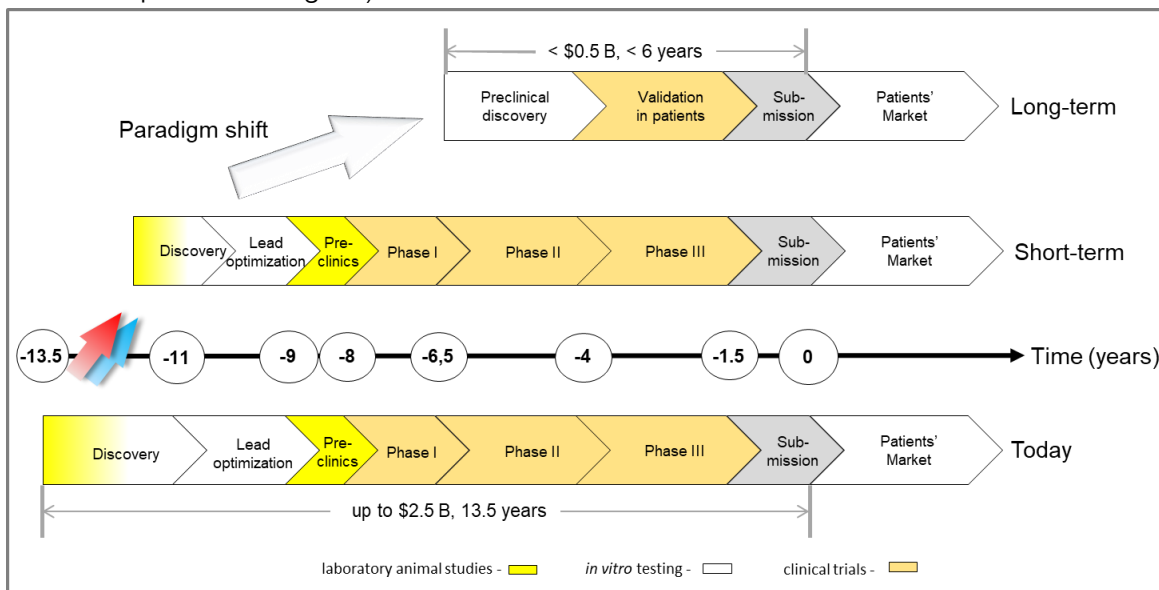 < $0.5 B, < 6 years
Preclinical
discovery
Validation
in patients
Sub-
mission
Patients'
Market
Long-term
Paradigm shift
Discovery
Lead
optimization
Pre-
clinics
Phase I
Phase II
Phase III
Sub-
mission
Patients'
Market
Short-term
-13.5
-11
-9
-8
-6,5
-4
-1.5
0
Time (years)
Discovery
Lead
optimization
Pre-
clinics
Phase I
Phase II
Phase III
Sub-
mission
Patients'
Market
Today
up to $2.5 B, 13.5 years
laboratory animal studies -
in vitro testing -
clinical trials -